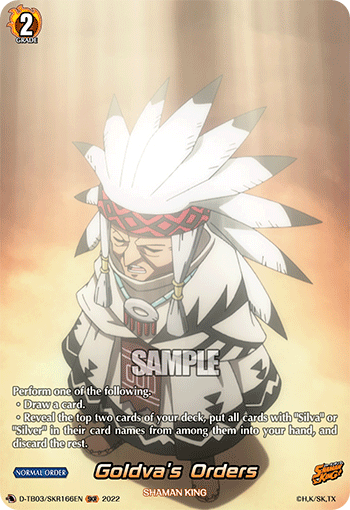 2
GRADE
SAMPLE
Perform one of the following.
・Draw a card.
・Reveal the top two cards of your deck, put all cards with "Silva" or
"Silver" in their card names from among them into your hand, and
discard the rest.
NORMAL ORDER
Goldva's Orders
SHAMAN KING
D-TB03/SKR166EN
2022
SHAMAN KING
©H,K/SK,TX